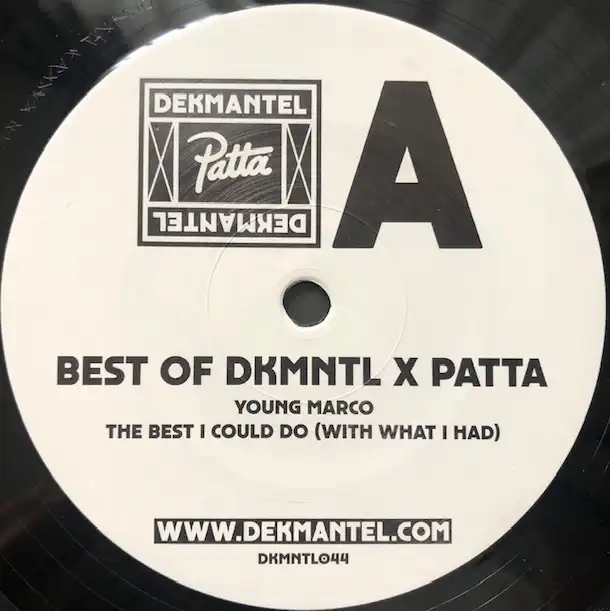 DEKMANTEL
Patta
DEKMANTEL
A
BEST OF DKMNTL X PATTA
YOUNG MARCO
THE BEST I COULD DO (WITH WHAT I HAD)
WWW.DEKMANTEL.COM
DKMNTL044